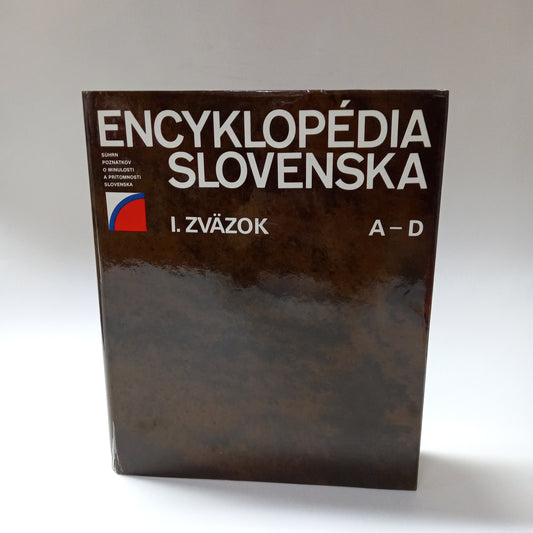 ENCYKLOPÉDIA
SLOVENSKA
SÚHRN
POZNATKOV
O MINULOSTI
A PRÍTOMNOSTI
SLOVENSKA
I. ZVÄZOK A – D